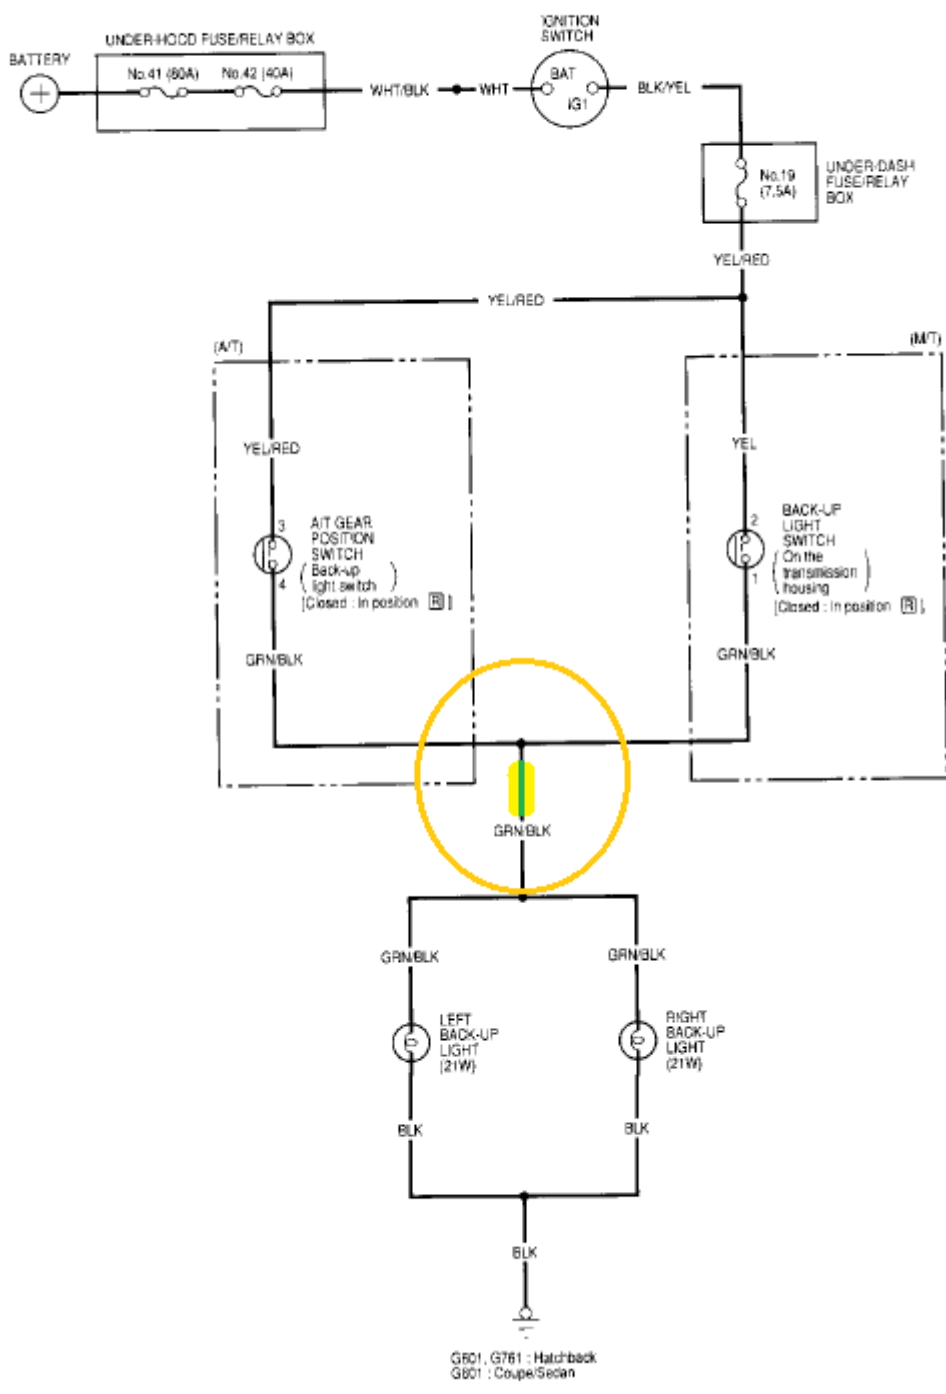 IGNITION
SWITCH
UNDER-HOOD FUSE/RELAY BOX
BATTERY
No.41 (80A) No.42 (40A)
BAT
WHT/BLK
WHT
BLK/YEL
IG1
No.19
(7.5A)
UNDER-DASH
FUSE/RELAY
BOX
YEL/RED
YEL/RED
(A/T)
(M/T)
YEL/RED
YEL
3
A/T GEAR
POSITION
SWITCH
(Back-up
light switch)
[Closed : In position R]
4
2
BACK-UP
LIGHT
SWITCH
(On the
transmission
housing)
[Closed : In position R],
1
GRN/BLK
GRN/BLK
GRN/BLK
GRN/BLK
GRN/BLK
LEFT
BACK-UP
LIGHT
(21W)
RIGHT
BACK-UP
LIGHT
(21W)
BLK
BLK
BLK
G601, G761 : Hatchback
G601 : Coupe/Sedan